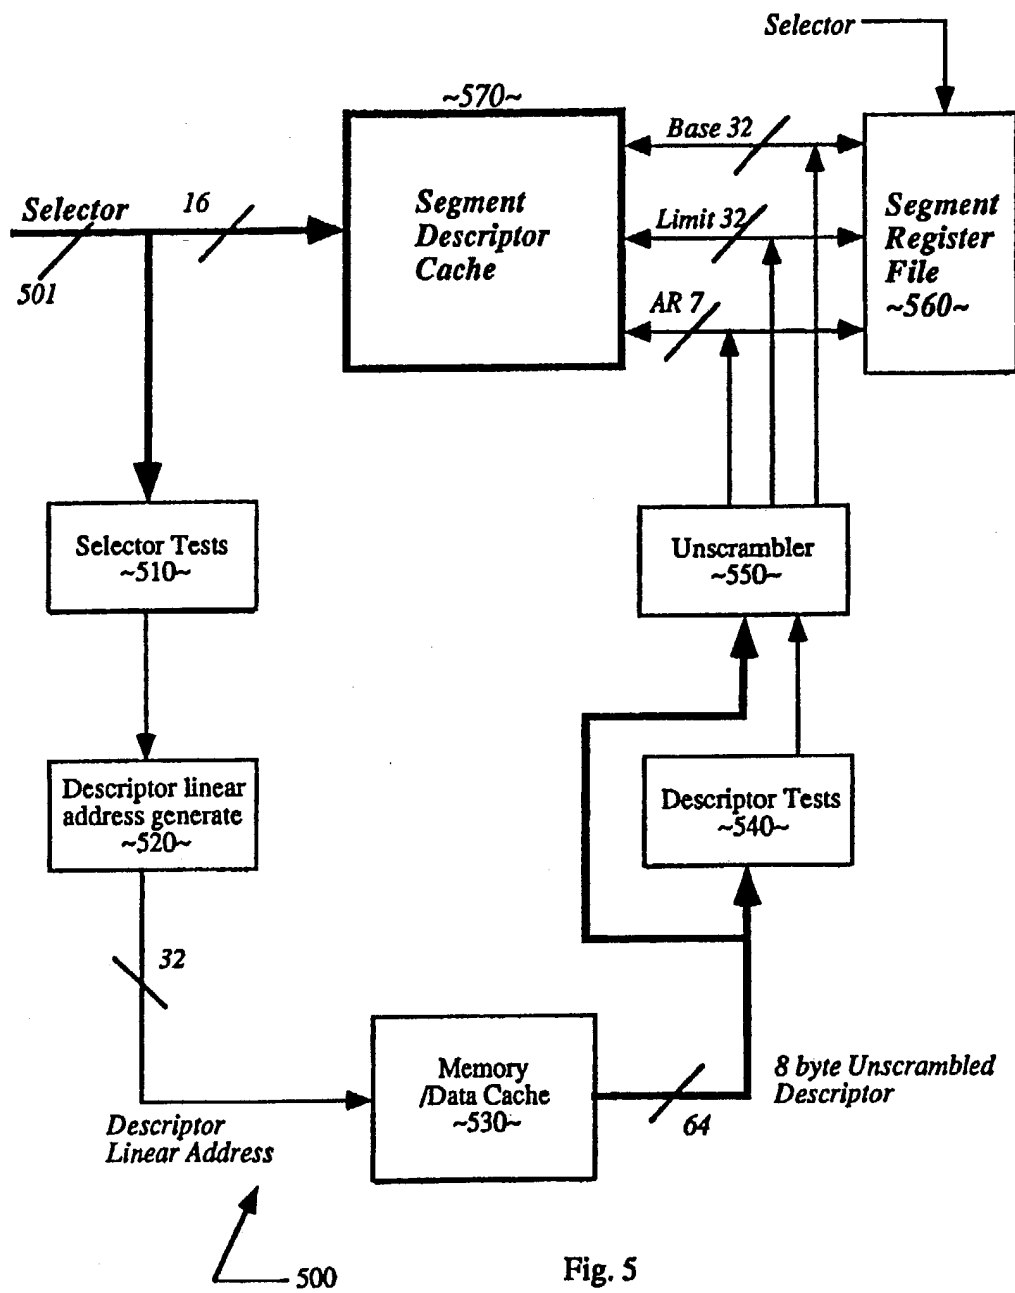 Selector
~570~
Base 32
Segment
Descriptor
Cache
Selector
16
501
Limit 32
AR 7
Segment
Register
File
~560~
Selector Tests
~510~
Unscrambler
~550~
Descriptor linear
address generate
~520~
Descriptor Tests
~540~
32
Memory
/Data Cache
~530~
8 byte Unscrambled
Descriptor
64
Descriptor
Linear Address
500
Fig. 5